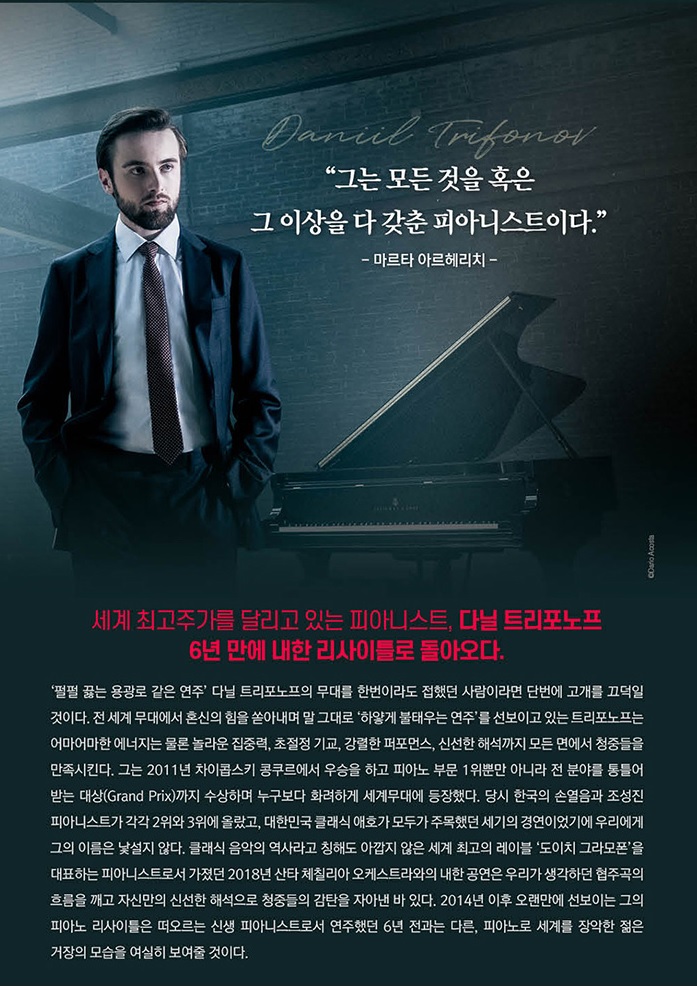 Daniil Trifonov
“그는 모든 것을 혹은
그 이상을 다 갖춘 피아니스트이다.”
– 마르타 아르헤리치 –
©Dario Acosta
세계 최고주가를 달리고 있는 피아니스트, 다닐 트리포노프
6년 만에 내한 리사이틀로 돌아오다.
‘펄펄 끓는 용광로 같은 연주’ 다닐 트리포노프의 무대를 한번이라도 접했던 사람이라면 단번에 고개를 끄덕일
것이다. 전 세계 무대에서 혼신의 힘을 쏟아내며 말 그대로 ‘하얗게 불태우는 연주’를 선보이고 있는 트리포노프는
어마어마한 에너지는 물론 놀라운 집중력, 초절정 기교, 강렬한 퍼포먼스, 신선한 해석까지 모든 면에서 청중들을
만족시킨다. 그는 2011년 차이콥스키 콩쿠르에서 우승을 하고 피아노 부문 1위뿐만 아니라 전 분야를 통틀어
받는 대상(Grand Prix)까지 수상하며 누구보다 화려하게 세계무대에 등장했다. 당시 한국의 손열음과 조성진
피아니스트가 각각 2위와 3위에 올랐고, 대한민국 클래식 애호가 모두가 주목했던 세기의 경연이었기에 우리에게
그의 이름은 낯설지 않다. 클래식 음악의 역사라고 칭해도 아깝지 않은 세계 최고의 레이블 ‘도이치 그라모폰’을
대표하는 피아니스트로서 가졌던 2018년 산타 체칠리아 오케스트라와의 내한 공연은 우리가 생각하던 협주곡의
흐름을 깨고 자신만의 신선한 해석으로 청중들의 감탄을 자아낸 바 있다. 2014년 이후 오랜만에 선보이는 그의
피아노 리사이틀은 떠오르는 신생 피아니스트로서 연주했던 6년 전과는 다른, 피아노로 세계를 장악한 젊은
거장의 모습을 여실히 보여줄 것이다.